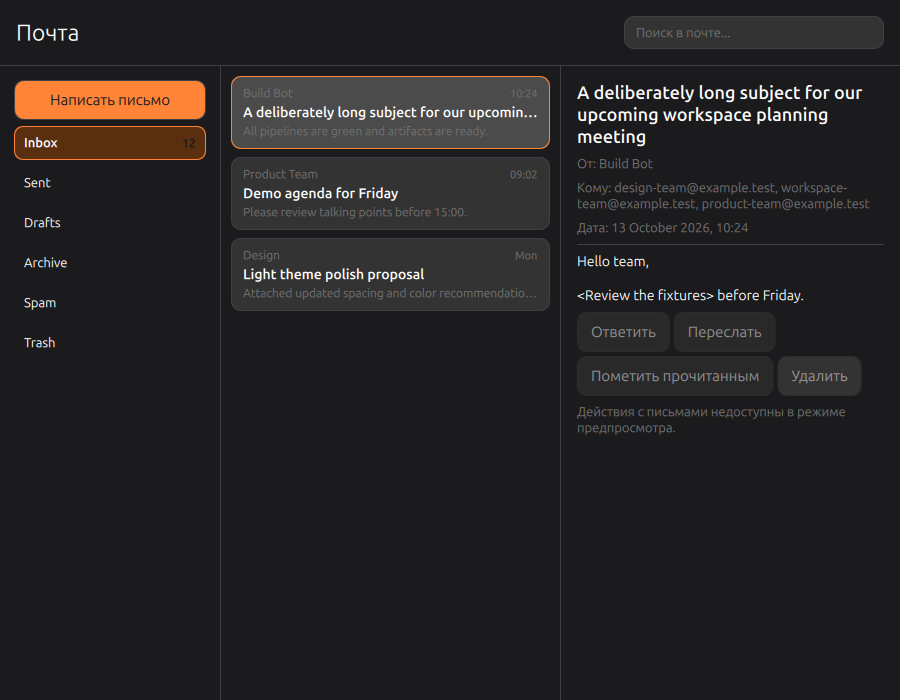 Почта
Поиск в почте...
Написать письмо
Inbox
12
Sent
Drafts
Archive
Spam
Trash
Build Bot
10:24
A deliberately long subject for our upcomin...
All pipelines are green and artifacts are ready.
Product Team
09:02
Demo agenda for Friday
Please review talking points before 15:00.
Design
Mon
Light theme polish proposal
Attached updated spacing and color recommendatio...
A deliberately long subject for our
upcoming workspace planning
meeting
От: Build Bot
Кому: design-team@example.test, workspace-
team@example.test, product-team@example.test
Дата: 13 October 2026, 10:24
Hello team,
<Review the fixtures> before Friday.
Ответить
Переслать
Пометить прочитанным
Удалить
Действия с письмами недоступны в режиме
предпросмотра.